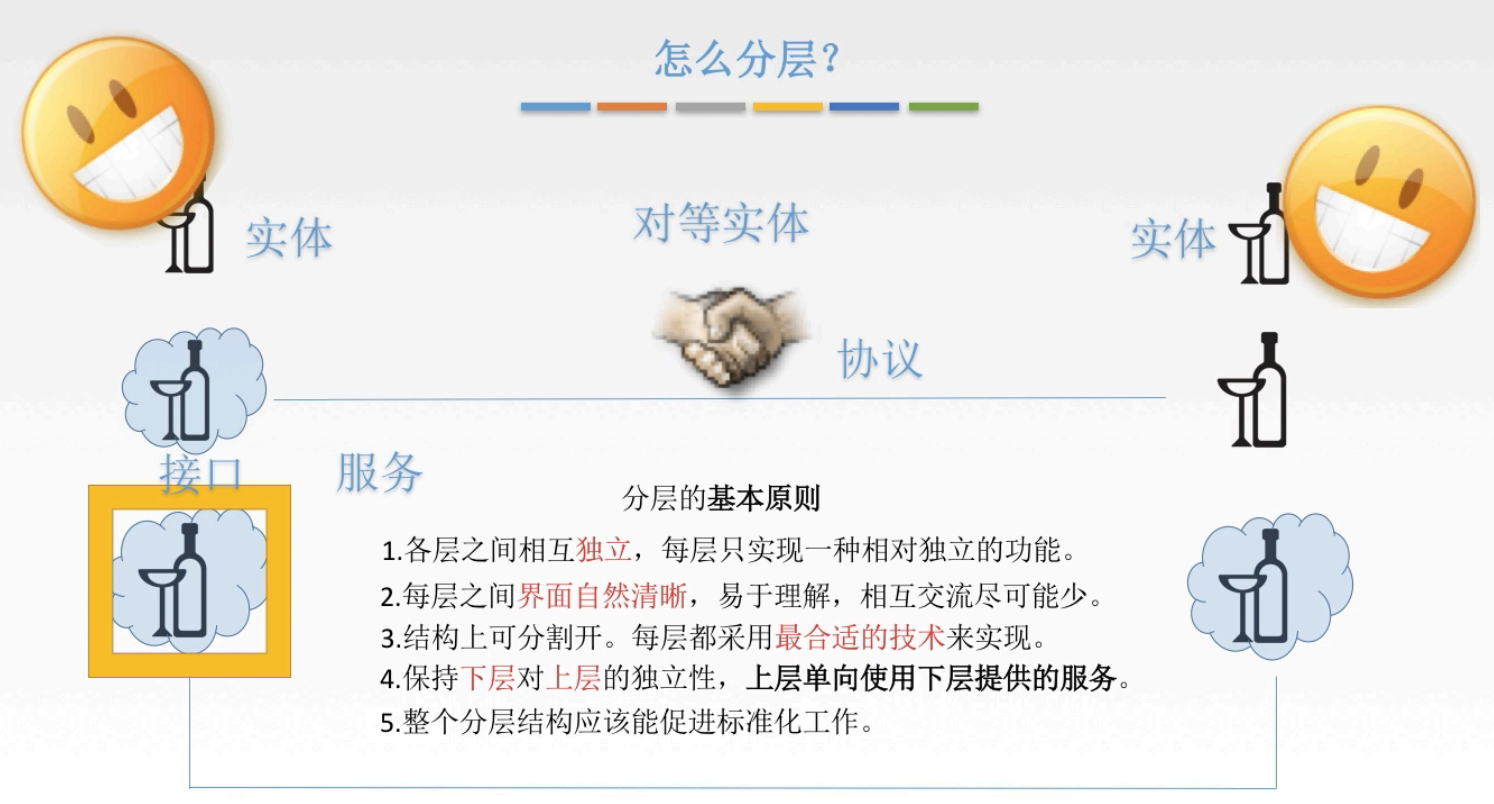 怎么分层？
对等实体
实体
实体
协议
接口
服务
分层的基本原则
1.各层之间相互独立，每层只实现一种相对独立的功能。
2.每层之间界面自然清晰，易于理解，相互交流尽可能少。
3.结构上可分割开。每层都采用最合适的技术来实现。
4.保持下层对上层的独立性，上层单向使用下层提供的服务。
5.整个分层结构应该能促进标准化工作。